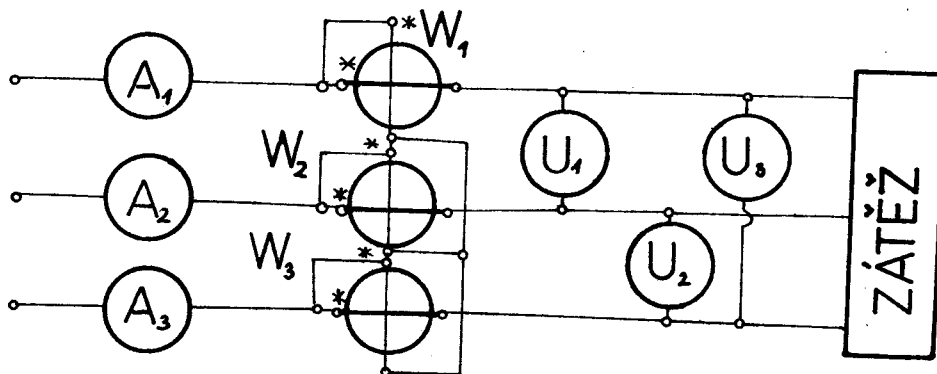 * W₁
A₁
*
U₁
U₃
W₂
*
A₂
*
U₂
W₃
*
A₃
*
ZÁTĚŽ